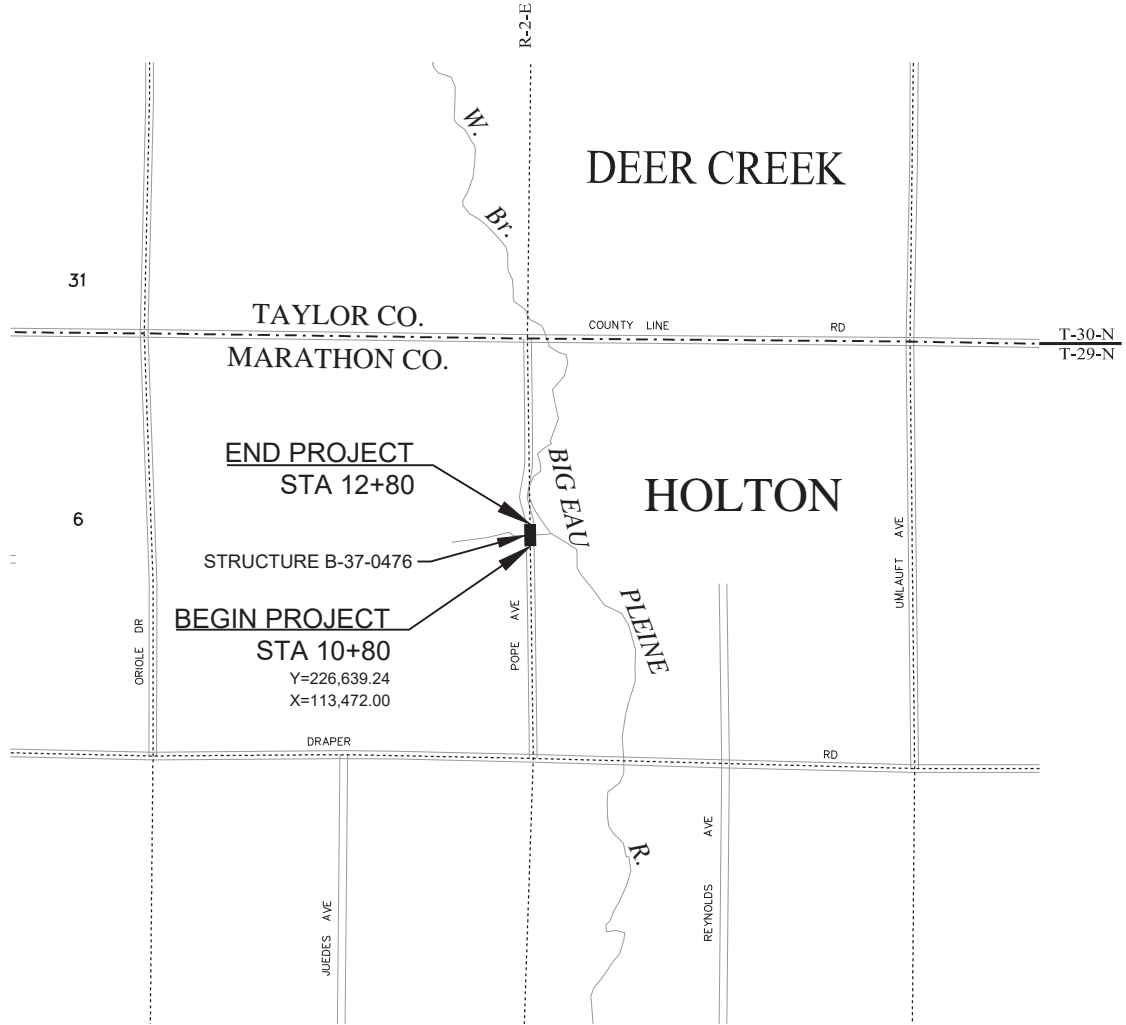 R-2-E
W.
DEER CREEK
Br.
31
TAYLOR CO.
COUNTY LINE RD
T-30-N
MARATHON CO.
T-29-N
END PROJECT
STA 12+80
BIG EAU
HOLTON
6
STRUCTURE B-37-0476
UMLAUFT AVE
POPE AVE
PLEINE
BEGIN PROJECT
STA 10+80
ORIOLE DR
Y=226,639.24
X=113,472.00
DRAPER RD
R.
REYNOLDS AVE
JUEDES AVE